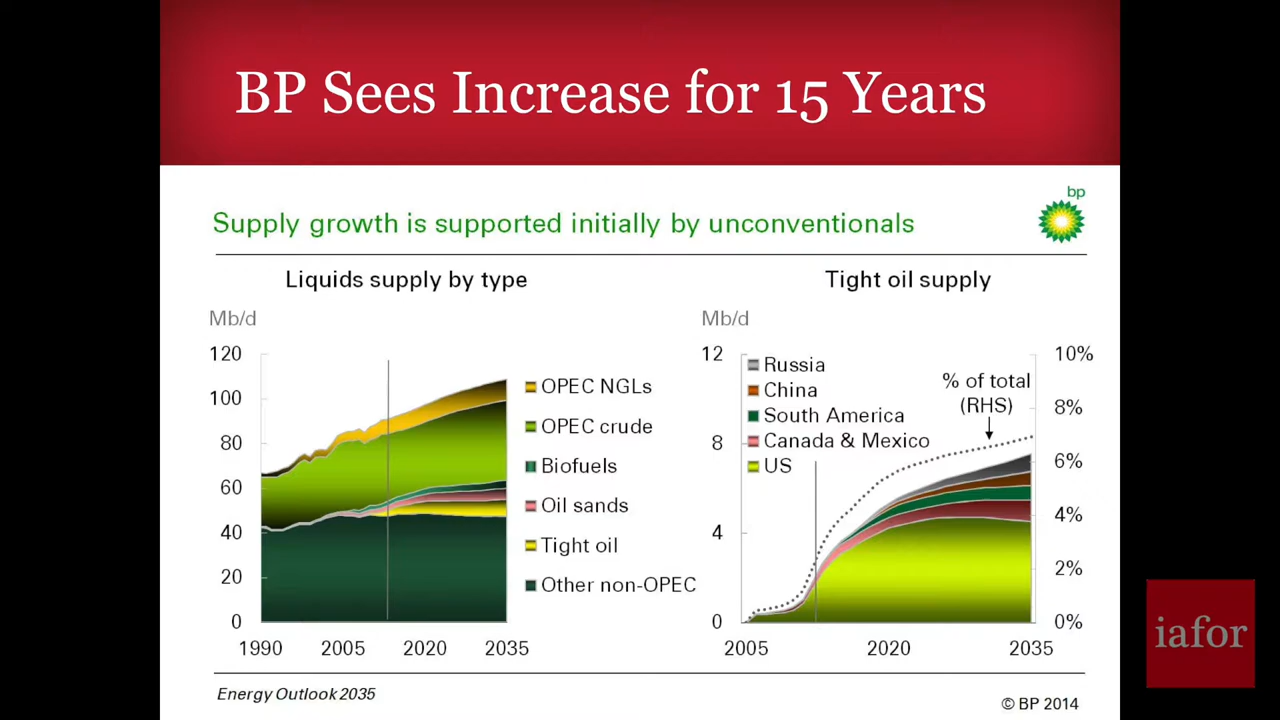 BP Sees Increase for 15 Years
bp
Supply growth is supported initially by unconventionals
Liquids supply by type
Mb/d
120
100
80
60
40
20
0
1990
2005
2020
2035
OPEC NGLs
OPEC crude
Biofuels
Oil sands
Tight oil
Other non-OPEC
Tight oil supply
Mb/d
12
8
4
0
Russia
China
South America
Canada & Mexico
US
% of total
(RHS)
10%
8%
6%
4%
2%
0%
2005
2020
2035
Energy Outlook 2035
© BP 2014
iafor